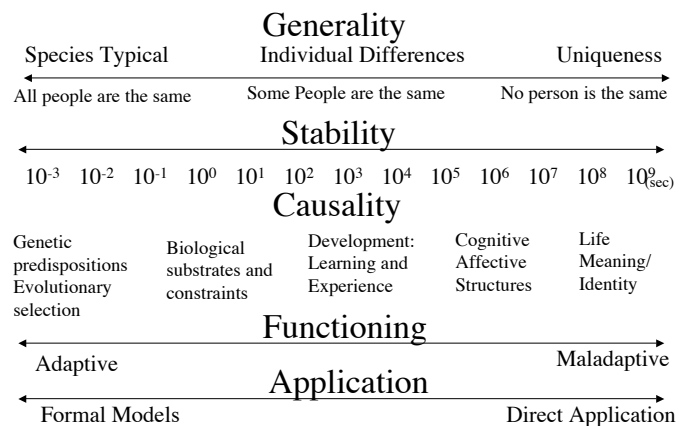 Generality
Species Typical Individual Differences Uniqueness
All people are the same Some People are the same No person is the same
Stability
10-3 10-2 10-1 100 101 102 103 104 105 106 107 108 109 (sec)
Causality
Genetic predispositions Evolutionary selection
Biological substrates and constraints
Development: Learning and Experience
Cognitive Affective Structures
Life Meaning/ Identity
Functioning
Adaptive Maladaptive
Application
Formal Models Direct Application